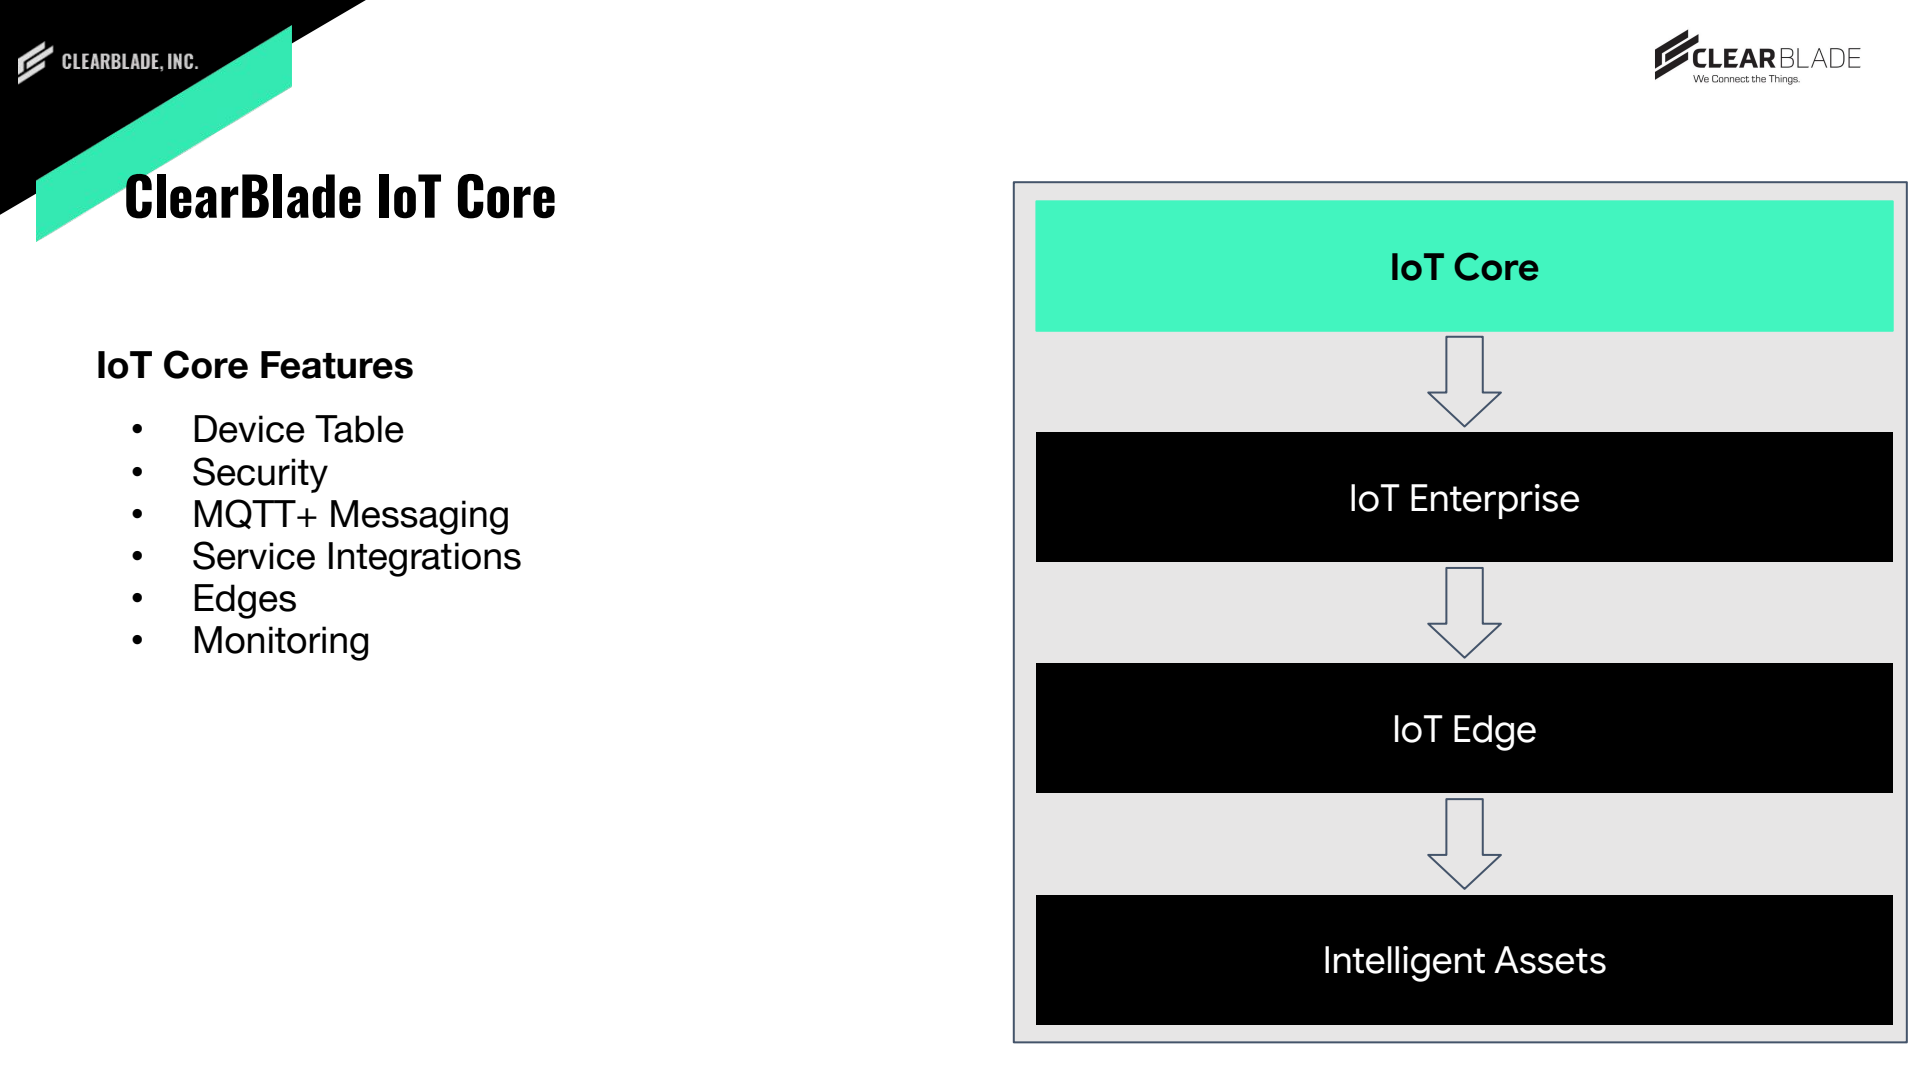 CLEARBLADE, INC.
CLEARBLADE
We Connect the Things.
ClearBlade IoT Core
IoT Core Features
• Device Table
• Security
• MQTT+ Messaging
• Service Integrations
• Edges
• Monitoring
IoT Core
IoT Enterprise
IoT Edge
Intelligent Assets